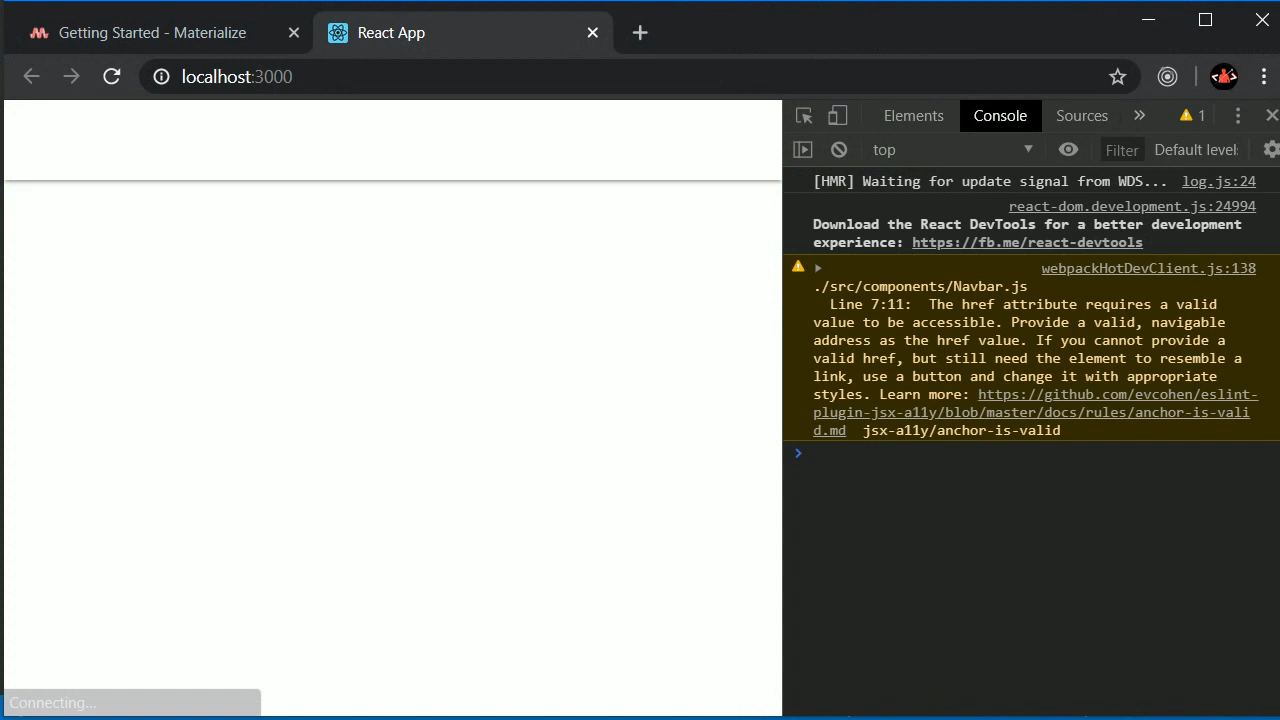 Getting Started - Materialize
React App
localhost:3000
Elements
Console
Sources
1
top
Filter
Default level
[HMR] Waiting for update signal from WDS... log.js:24
react-dom.development.js:24994
Download the React DevTools for a better development
experience: https://fb.me/react-devtools
webpackHotDevClient.js:138
./src/components/Navbar.js
Line 7:11:  The href attribute requires a valid
value to be accessible. Provide a valid, navigable
address as the href value. If you cannot provide a
valid href, but still need the element to resemble a
link, use a button and change it with appropriate
styles. Learn more: https://github.com/evcohen/eslint-
plugin-jsx-a11y/blob/master/docs/rules/anchor-is-vali
d.md  jsx-a11y/anchor-is-valid
Connecting...